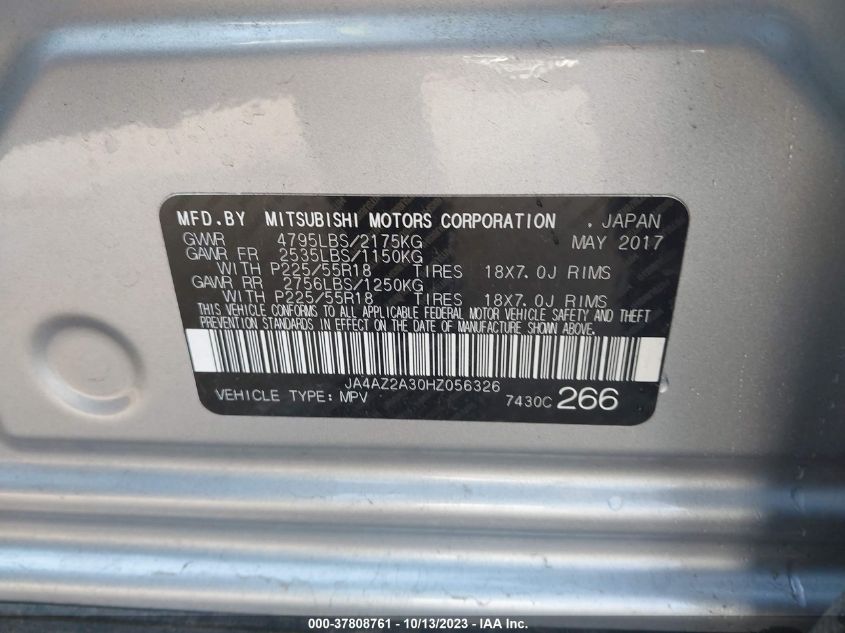 MFD.BY MITSUBISHI MOTORS CORPORATION . JAPAN
GVWR 4795LBS/2175KG MAY 2017
GAWR FR 2535LBS/1150KG
WITH P225/55R18 TIRES 18X7.0J RIMS
GAWR RR 2756LBS/1250KG
WITH P225/55R18 TIRES 18X7.0J RIMS
THIS VEHICLE CONFORMS TO ALL APPLICABLE FEDERAL MOTOR VEHICLE SAFETY AND THEFT
PREVENTION STANDARDS IN EFFECT ON THE DATE OF MANUFACTURE SHOWN ABOVE.
JA4AZ2A30HZ056326
VEHICLE TYPE: MPV 7430C 266
000-37808761 - 10/13/2023 - IAA Inc.